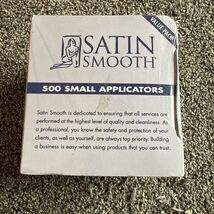 VALUE PACK
SATIN
SMOOTH
500 SMALL APPLICATORS
Satin Smooth is dedicated to ensuring that all services are
performed at the highest level of quality and cleanliness. As
a professional, you know the safety and protection of your
clients, as well as yourself, are always top priority. Building
a business is easy when using products that you can trust.